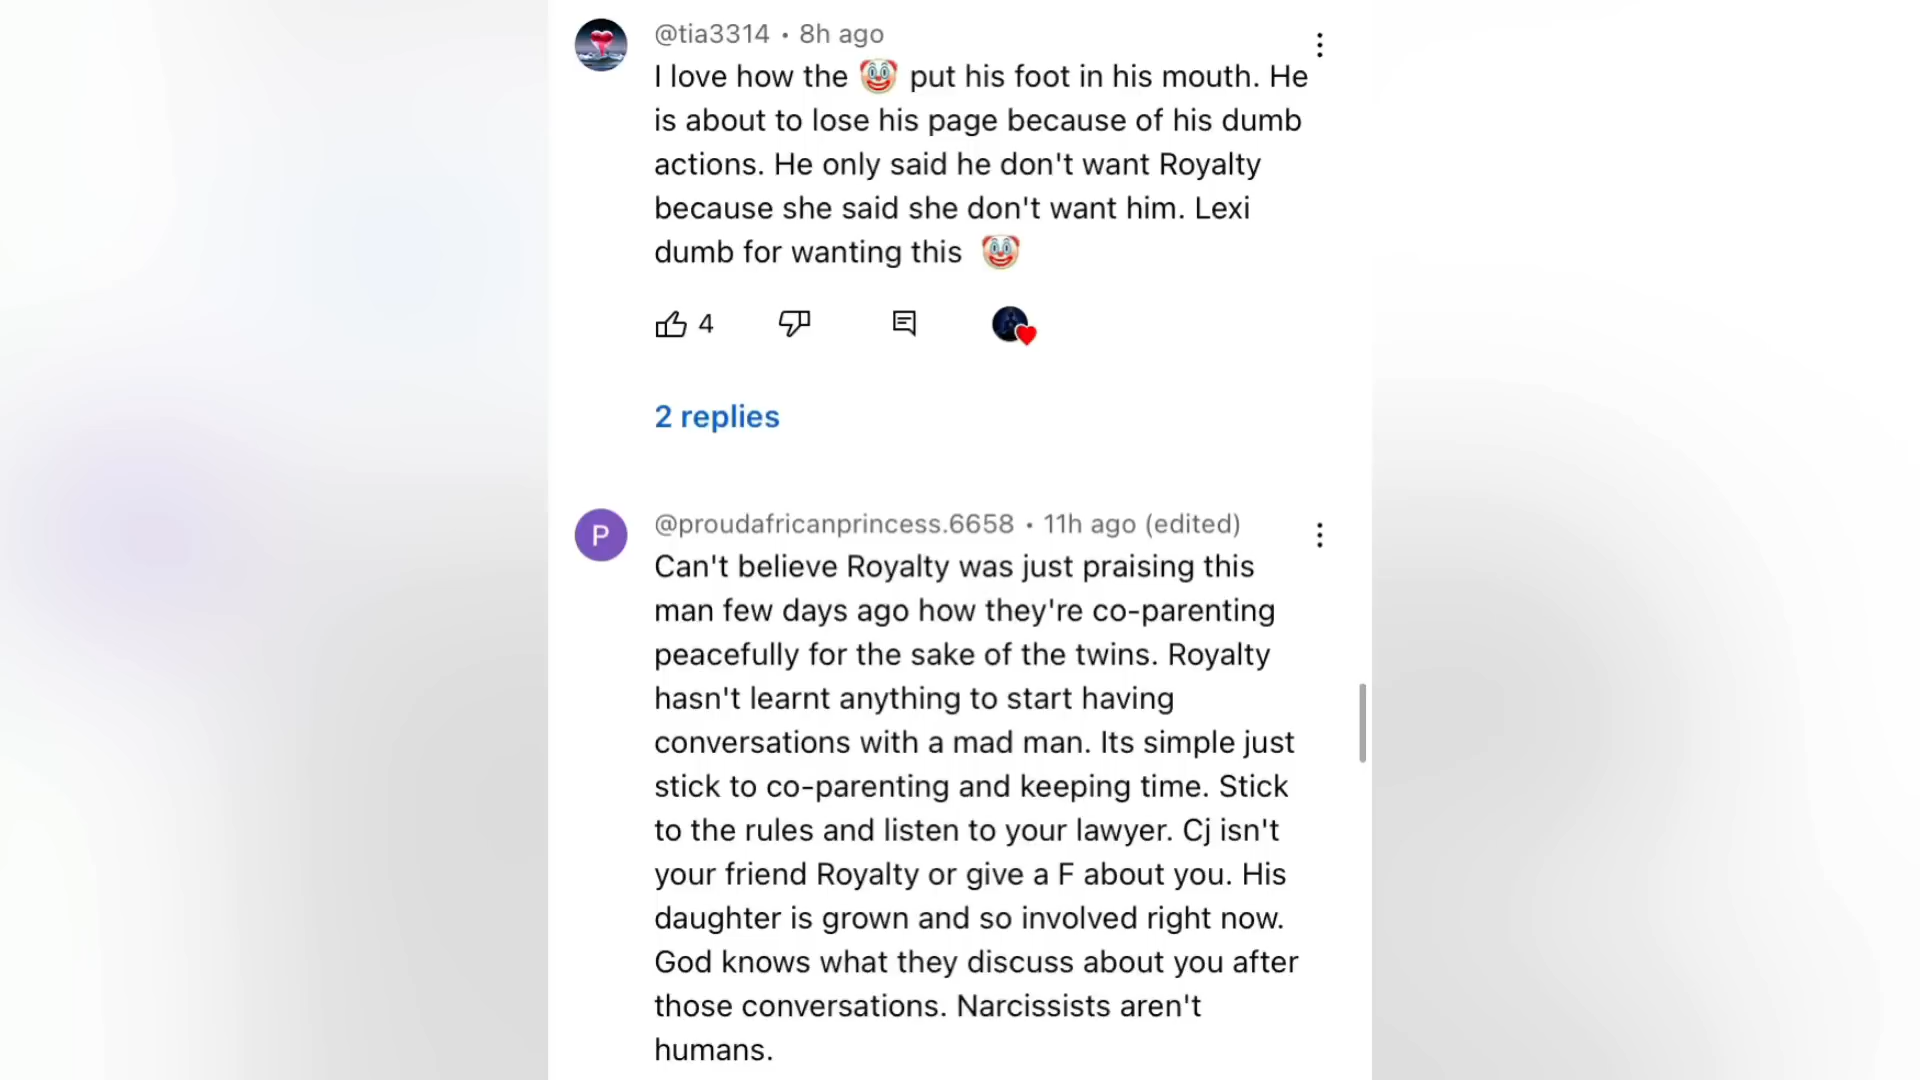 @tia3314 • 8h ago
I love how the 🤡 put his foot in his mouth. He
is about to lose his page because of his dumb
actions. He only said he don't want Royalty
because she said she don't want him. Lexi
dumb for wanting this 🤡
4
2 replies
P
@proudafricanprincess.6658 • 11h ago (edited)
Can't believe Royalty was just praising this
man few days ago how they're co-parenting
peacefully for the sake of the twins. Royalty
hasn't learnt anything to start having
conversations with a mad man. Its simple just
stick to co-parenting and keeping time. Stick
to the rules and listen to your lawyer. Cj isn't
your friend Royalty or give a F about you. His
daughter is grown and so involved right now.
God knows what they discuss about you after
those conversations. Narcissists aren't
humans.